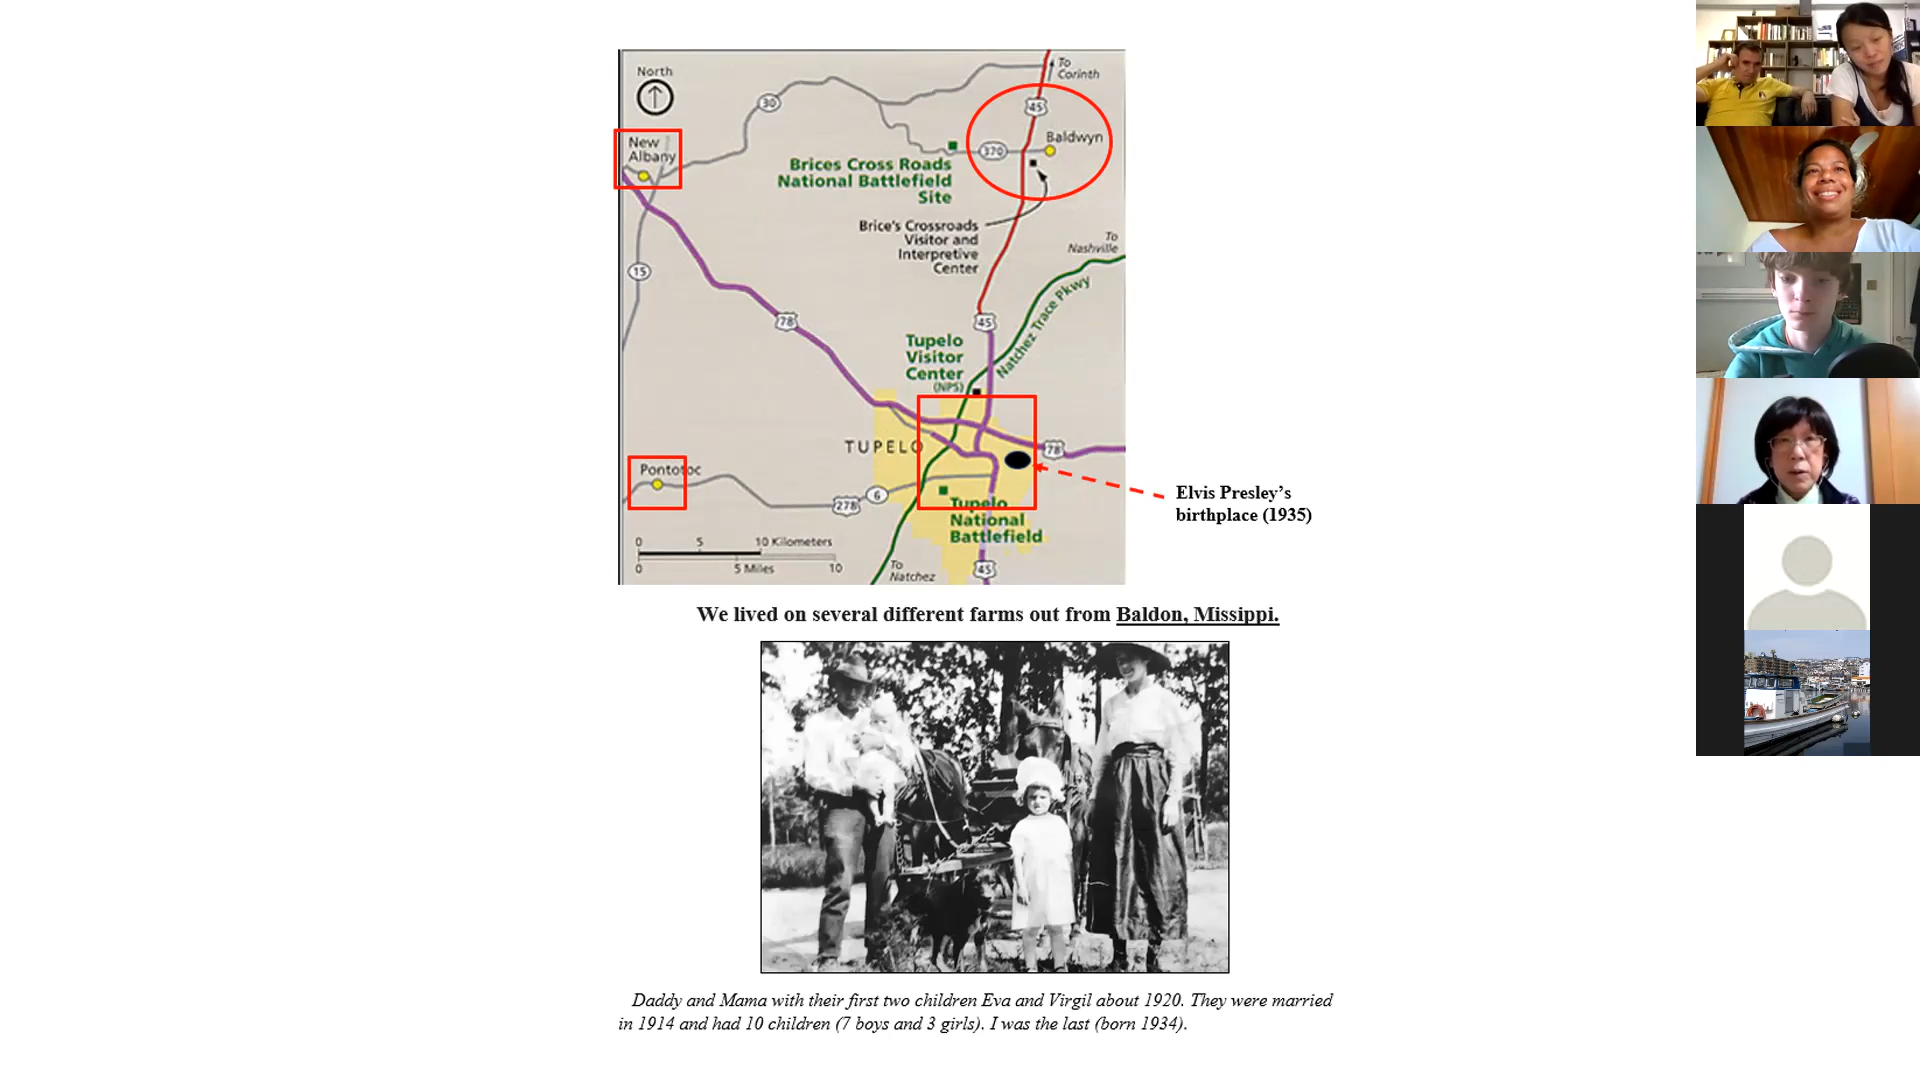 North
To
Corinth
30
45
Baldwyn
370
New
Albany
Brices Cross Roads
National Battlefield
Site
Brice's Crossroads
Visitor and
Interpretive
Center
To
Nashville
15
78
45
Natchez Trace Pkwy
Tupelo
Visitor
Center
(NPS)
TUPELO
78
Pontotoc
278
6
Tupelo
National
Battlefield
Elvis Presley’s
birthplace (1935)
0 5 10 Kilometers
0 5 Miles 10
To
Natchez
45
We lived on several different farms out from Baldon, Missippi.
Daddy and Mama with their first two children Eva and Virgil about 1920. They were married
in 1914 and had 10 children (7 boys and 3 girls). I was the last (born 1934).